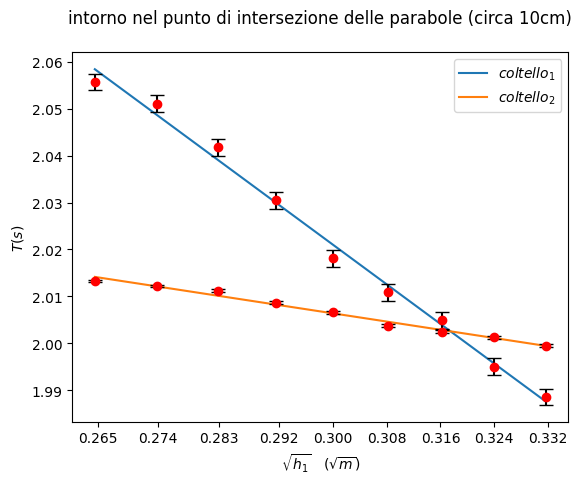 intorno nel punto di intersezione delle parabole (circa 10cm)
coltello₁
coltello₂
2.06
2.05
2.04
2.03
2.02
2.01
2.00
1.99
T(s)
0.265 0.274 0.283 0.292 0.300 0.308 0.316 0.324 0.332
√h₁ (√m)